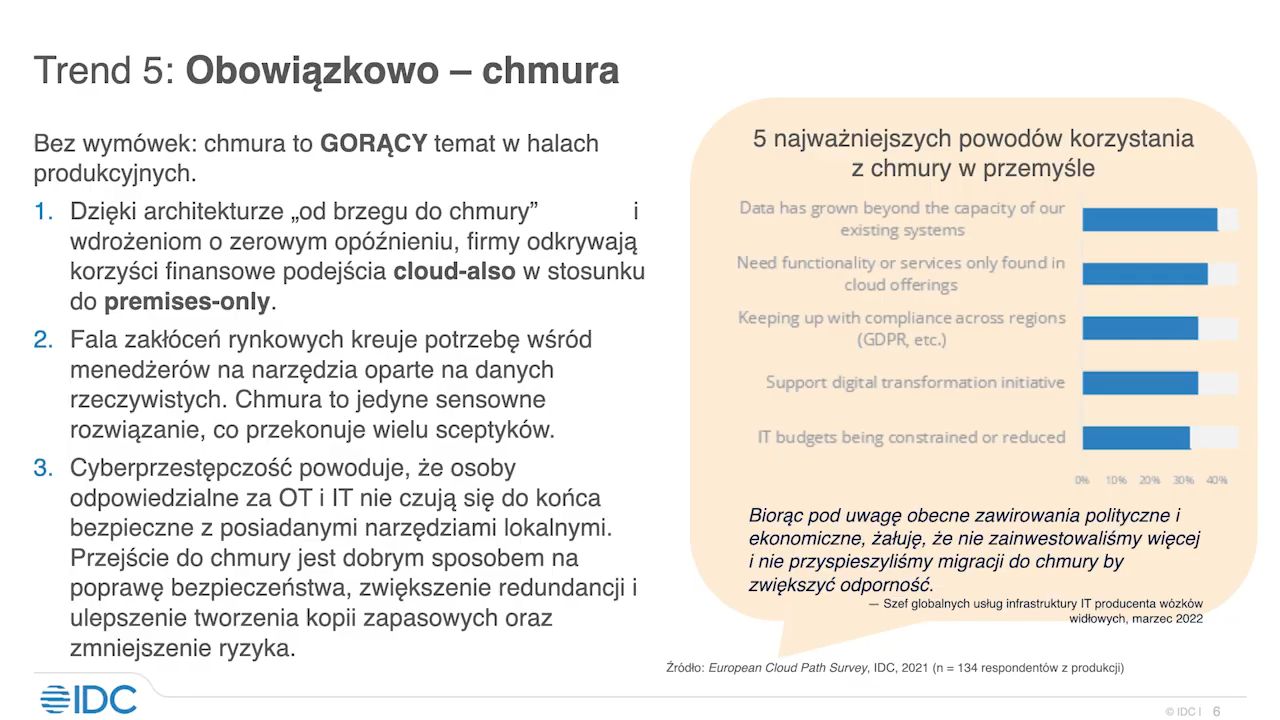 Trend 5: Obowiązkowo – chmura
Bez wymówek: chmura to GORĄCY temat w halach
produkcyjnych.
1. Dzięki architekturze „od brzegu do chmury” i
wdrożeniom o zerowym opóźnieniu, firmy odkrywają
korzyści finansowe podejścia cloud-also w stosunku
do premises-only.
2. Fala zakłóceń rynkowych kreuje potrzebę wśród
menedżerów na narzędzia oparte na danych
rzeczywistych. Chmura to jedyne sensowne
rozwiązanie, co przekonuje wielu sceptyków.
3. Cyberprzestępczość powoduje, że osoby
odpowiedzialne za OT i IT nie czują się do końca
bezpieczne z posiadanymi narzędziami lokalnymi.
Przejście do chmury jest dobrym sposobem na
poprawę bezpieczeństwa, zwiększenie redundancji i
ulepszenie tworzenia kopii zapasowych oraz
zmniejszenie ryzyka.
5 najważniejszych powodów korzystania
z chmury w przemyśle
Data has grown beyond the capacity of our
existing systems
Need functionality or services only found in
cloud offerings
Keeping up with compliance across regions
(GDPR, etc.)
Support digital transformation initiative
IT budgets being constrained or reduced
0% 10% 20% 30% 40%
Biorąc pod uwagę obecne zawirowania polityczne i
ekonomiczne, żałuję, że nie zainwestowaliśmy więcej
i nie przyspieszyliśmy migracji do chmury by
zwiększyć odporność.
— Szef globalnych usług infrastruktury IT producenta wózków
widłowych, marzec 2022
Źródło: European Cloud Path Survey, IDC, 2021 (n = 134 respondentów z produkcji)
IDC
© IDC | 6